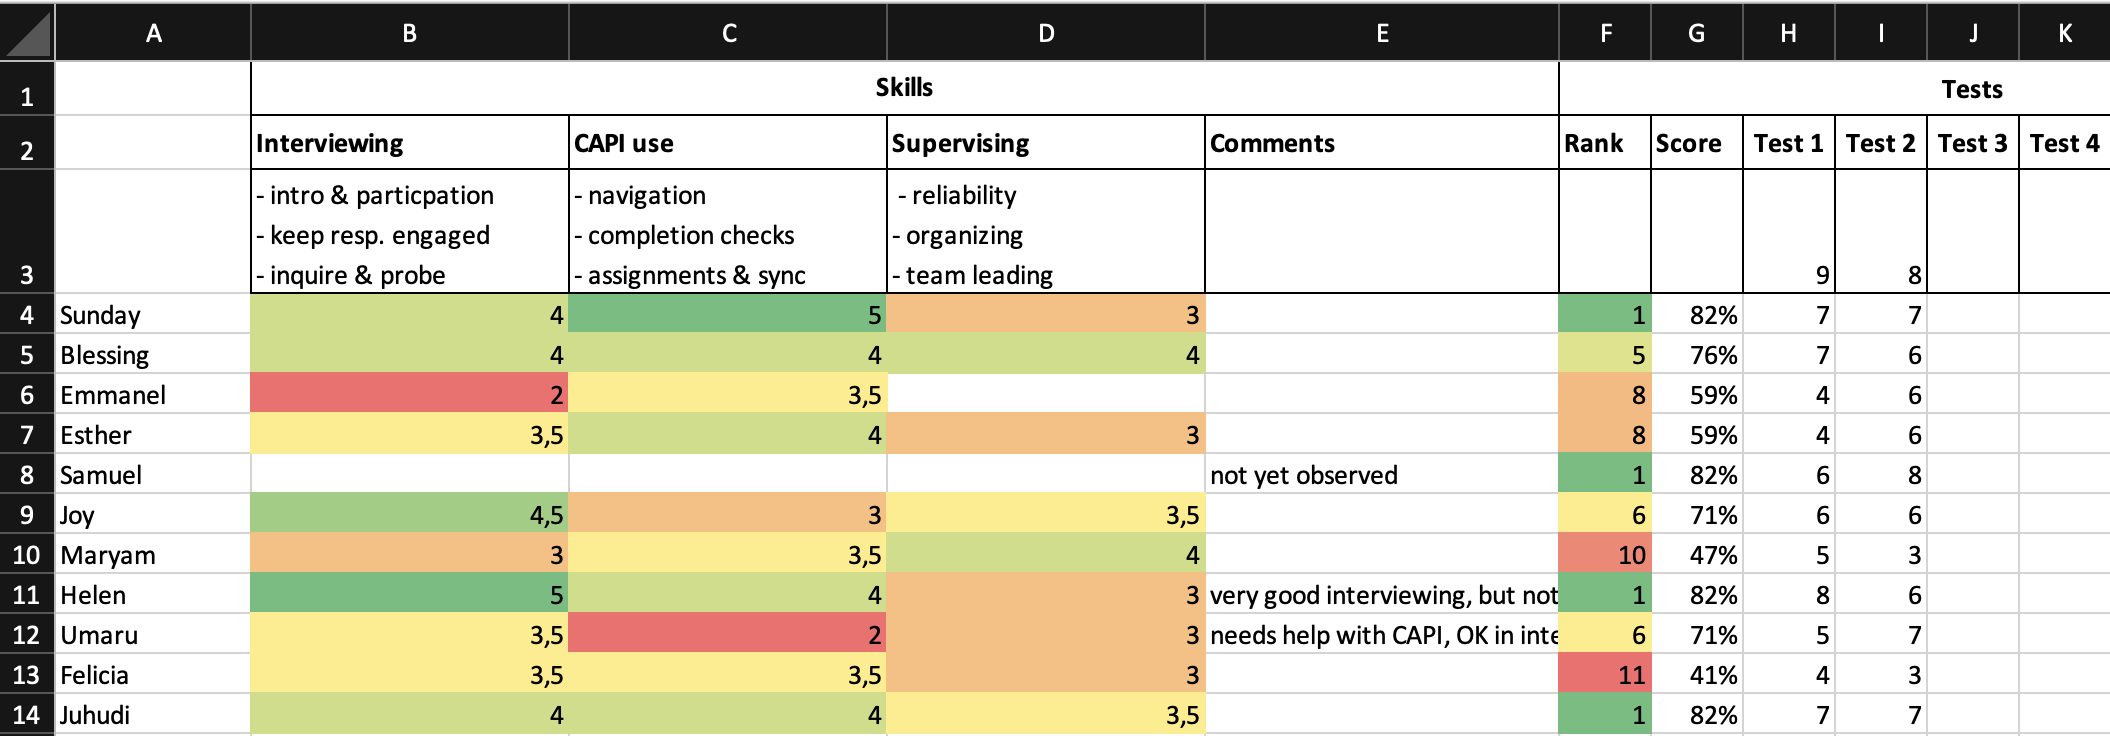 A B C D E F G H I J K
1 Skills Tests
2 Interviewing CAPI use Supervising Comments Rank Score Test 1 Test 2 Test 3 Test 4
- intro & particpation - navigation - reliability
- keep resp. engaged - completion checks - organizing
3 - inquire & probe - assignments & sync - team leading 9 8
4 Sunday 4 5 3 1 82% 7 7
5 Blessing 4 4 4 5 76% 7 6
6 Emmanel 2 3,5 8 59% 4 6
7 Esther 3,5 4 3 8 59% 4 6
8 Samuel not yet observed 1 82% 6 8
9 Joy 4,5 3 3,5 6 71% 6 6
10 Maryam 3 3,5 4 10 47% 5 3
11 Helen 5 4 3 very good interviewing, but not 1 82% 8 6
12 Umaru 3,5 2 3 needs help with CAPI, OK in inte 6 71% 5 7
13 Felicia 3,5 3,5 3 11 41% 4 3
14 Juhudi 4 4 3,5 1 82% 7 7